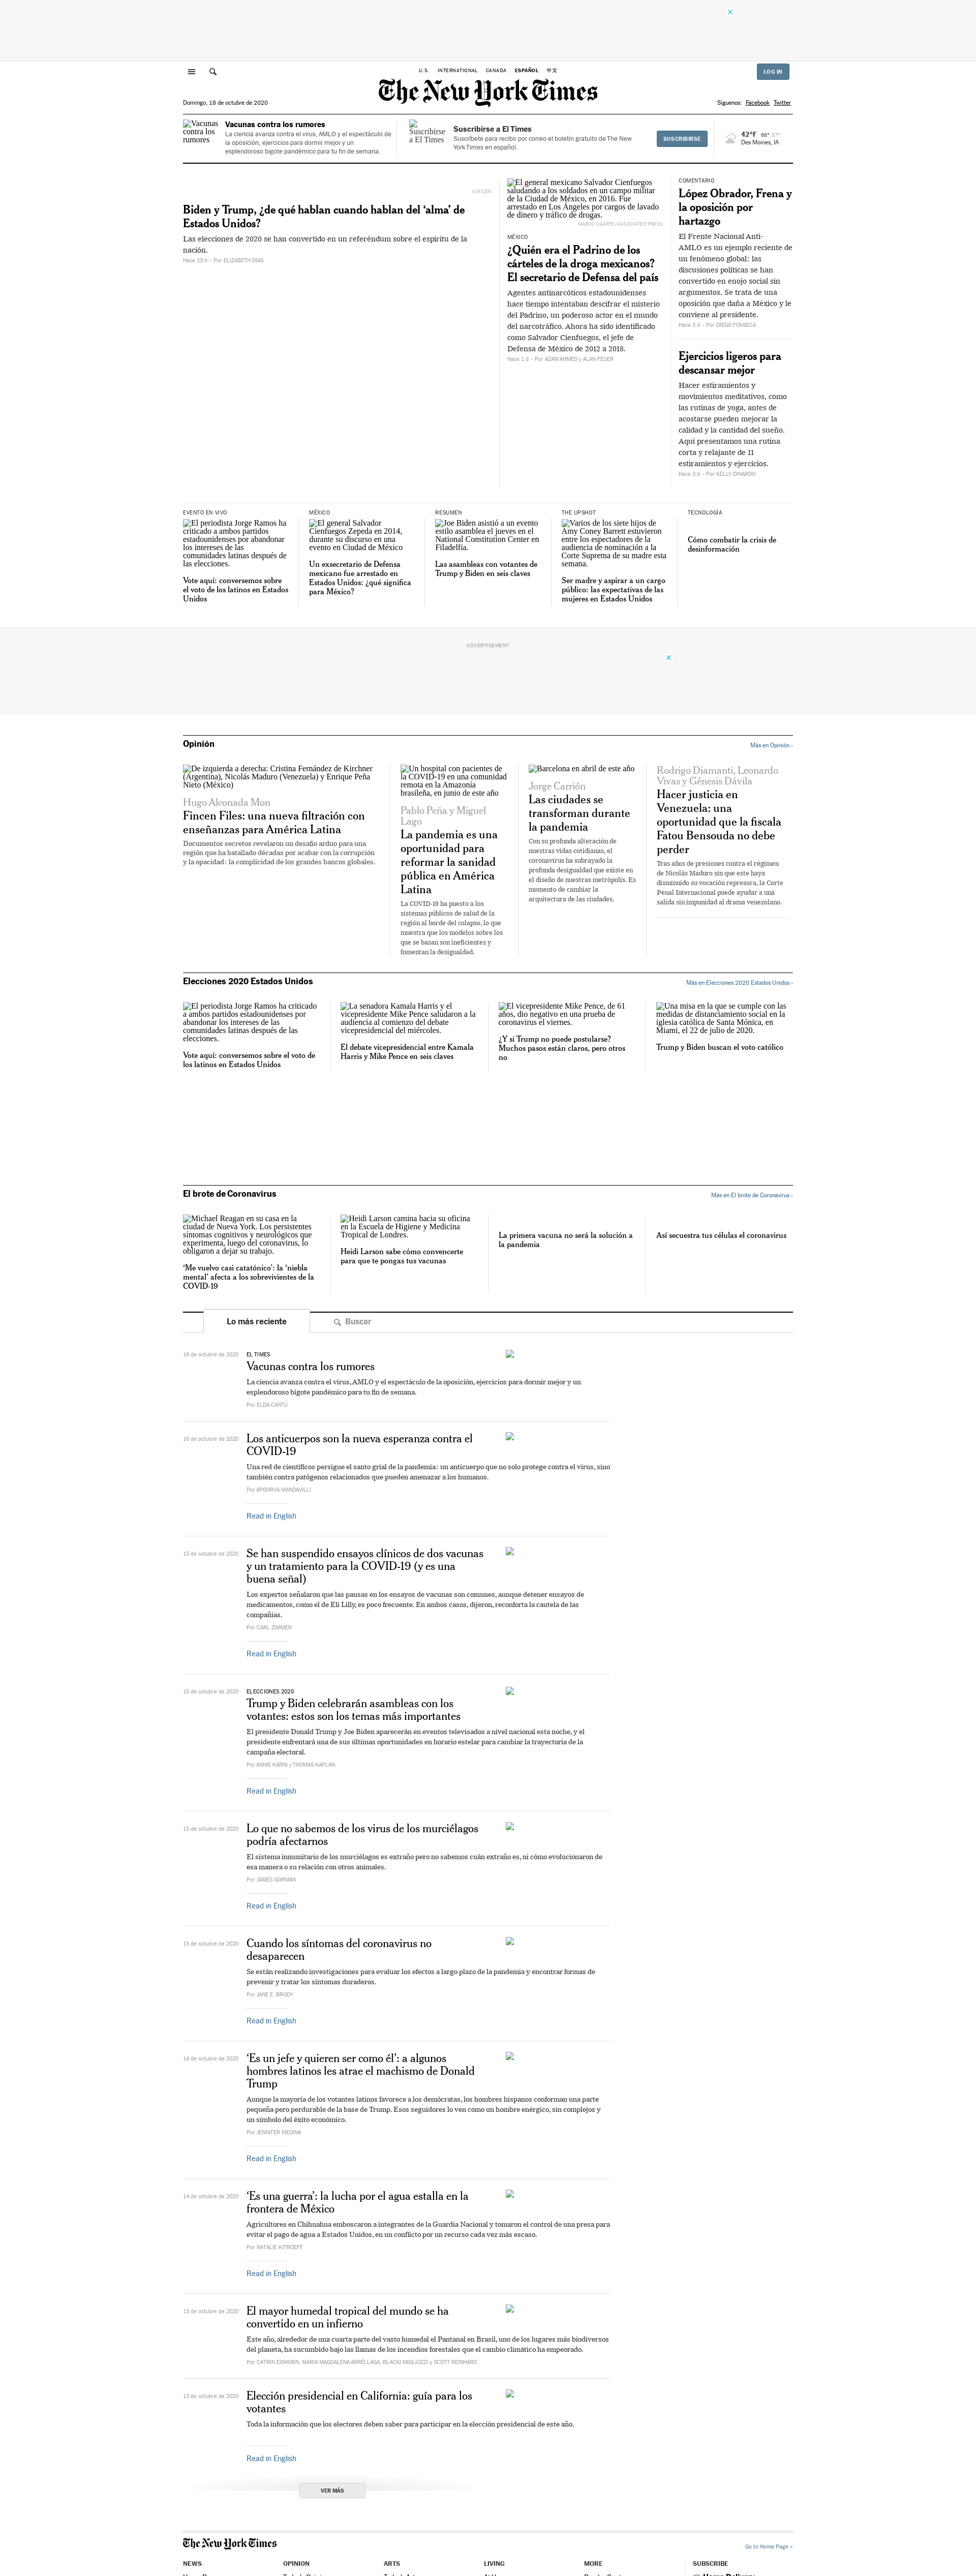 U.S. INTERNATIONAL CANADA ESPAÑOL 中文
LOG IN
The New York Times
Domingo, 18 de octubre de 2020
Síguenos: Facebook Twitter
Vacunas contra los rumores
Vacunas contra los rumores
La ciencia avanza contra el virus, AMLO y el espectáculo de
la oposición, ejercicios para dormir mejor y un
esplendoroso bigote pandémico para tu fin de semana.
Suscribirse a El Times
Suscribirse a El Times
Suscríbete para recibir por correo el boletín gratuito de The New
York Times en español.
SUSCRIBIRSE
42°F
Des Moines, IA
JUN CEN
Biden y Trump, ¿de qué hablan cuando hablan del ‘alma’ de
Estados Unidos?
Las elecciones de 2020 se han convertido en un referéndum sobre el espíritu de la
nación.
Hace 23 h - Por ELIZABETH DIAS
El general mexicano Salvador Cienfuegos
saludando a los soldados en un campo militar
de la Ciudad de México, en 2016. Fue
arrestado en Los Ángeles por cargos de lavado
de dinero y tráfico de drogas.
MARCO UGARTE/ASSOCIATED PRESS
MÉXICO
¿Quién era el Padrino de los
cárteles de la droga mexicanos?
El secretario de Defensa del país
Agentes antinarcóticos estadounidenses
hace tiempo intentaban descifrar el misterio
del Padrino, un poderoso actor en el mundo
del narcotráfico. Ahora ha sido identificado
como Salvador Cienfuegos, el jefe de
Defensa de México de 2012 a 2018.
Hace 1 d - Por AZAM AHMED y ALAN FEUER
COMENTARIO
López Obrador, Frena y
la oposición por
hartazgo
El Frente Nacional Anti-
AMLO es un ejemplo reciente de
un fenómeno global: las
discusiones políticas se han
convertido en enojo social sin
argumentos. Se trata de una
oposición que daña a México y le
conviene al presidente.
Hace 3 d - Por DIEGO FONSECA
Ejercicios ligeros para
descansar mejor
Hacer estiramientos y
movimientos meditativos, como
las rutinas de yoga, antes de
acostarse pueden mejorar la
calidad y la cantidad del sueño.
Aquí presentamos una rutina
corta y relajante de 11
estiramientos y ejercicios.
Hace 3 d - Por KELLY DINARDO
EVENTO EN VIVO
El periodista Jorge Ramos ha
criticado a ambos partidos
estadounidenses por abandonar
los intereses de las
comunidades latinas después de
las elecciones.
Vote aquí: conversemos sobre
el voto de los latinos en Estados
Unidos
MÉXICO
El general Salvador
Cienfuegos Zepeda en 2014,
durante su discurso en una
evento en Ciudad de México
Un exsecretario de Defensa
mexicano fue arrestado en
Estados Unidos: ¿qué significa
para México?
RESUMEN
Joe Biden asistió a un evento
estilo asamblea el jueves en el
National Constitution Center en
Filadelfia.
Las asambleas con votantes de
Trump y Biden en seis claves
THE UPSHOT
Varios de los siete hijos de
Amy Coney Barrett estuvieron
entre los espectadores de la
audiencia de nominación a la
Corte Suprema de su madre esta
semana.
Ser madre y aspirar a un cargo
público: las expectativas de las
mujeres en Estados Unidos
TECNOLOGÍA
Cómo combatir la crisis de
desinformación
ADVERTISEMENT
Opinión
Más en Opinión ›
De izquierda a derecha: Cristina Fernández de Kirchner
(Argentina), Nicolás Maduro (Venezuela) y Enrique Peña
Nieto (México)
Hugo Alconada Mon
Fincen Files: una nueva filtración con
enseñanzas para América Latina
Documentos secretos revelaron un desafío arduo para una
región que ha batallado por décadas por acabar con la corrupción
y la opacidad: la complicidad de los grandes bancos globales.
Un hospital con pacientes de
la COVID-19 en una comunidad
remota en la Amazonía
brasileña, en junio de este año
Pablo Peña y Miguel
Lago
La pandemia es una
oportunidad para
reformar la sanidad
pública en América
Latina
La COVID-19 ha puesto a los
sistemas públicos de salud de la
región al borde del colapso, lo que
muestra que los modelos sobre los
que se basan son ineficientes y
fomentan la desigualdad.
Barcelona en abril de este año
Jorge Carrión
Las ciudades se
transforman durante
la pandemia
Con su profunda alteración de
nuestras vidas cotidianas, el
coronavirus ha subrayado la
profunda desigualdad que existe en
el diseño de nuestras metrópolis. Es
momento de cambiar la
arquitectura de las ciudades.
Rodrigo Diamanti, Leonardo
Vivas y Génesis Dávila
Hacer justicia en
Venezuela: una
oportunidad que la fiscala
Fatou Bensouda no debe
perder
Tras años de presiones contra el régimen
de Nicolás Maduro sin que este haya
disminuido su vocación represora, la Corte
Penal Internacional puede ayudar a una
salida sin impunidad al drama venezolano.
Elecciones 2020 Estados Unidos
Más en Elecciones 2020 Estados Unidos ›
El periodista Jorge Ramos ha criticado
a ambos partidos estadounidenses por
abandonar los intereses de las
comunidades latinas después de las
elecciones.
Vote aquí: conversemos sobre el voto de
los latinos en Estados Unidos
La senadora Kamala Harris y el
vicepresidente Mike Pence saludaron a la
audiencia al comienzo del debate
vicepresidencial del miércoles.
El debate vicepresidencial entre Kamala
Harris y Mike Pence en seis claves
El vicepresidente Mike Pence, de 61
años, dio negativo en una prueba de
coronavirus el viernes.
¿Y si Trump no puede postularse?
Muchos pasos están claros, pero otros
no
Una misa en la que se cumple con las
medidas de distanciamiento social en la
iglesia católica de Santa Mónica, en
Miami, el 22 de julio de 2020.
Trump y Biden buscan el voto católico
El brote de Coronavirus
Más en El brote de Coronavirus ›
Michael Reagan en su casa en la
ciudad de Nueva York. Los persistentes
síntomas cognitivos y neurológicos que
experimenta, luego del coronavirus, lo
obligaron a dejar su trabajo.
‘Me vuelvo casi catatónico’: la ‘niebla
mental’ afecta a los sobrevivientes de la
COVID-19
Heidi Larson camina hacia su oficina
en la Escuela de Higiene y Medicina
Tropical de Londres.
Heidi Larson sabe cómo convencerte
para que te pongas tus vacunas
La primera vacuna no será la solución a
la pandemia
Así secuestra tus células el coronavirus
Lo más reciente
Buscar
16 de octubre de 2020
EL TIMES
Vacunas contra los rumores
La ciencia avanza contra el virus, AMLO y el espectáculo de la oposición, ejercicios para dormir mejor y un
esplendoroso bigote pandémico para tu fin de semana.
Por ELDA CANTÚ
16 de octubre de 2020
Los anticuerpos son la nueva esperanza contra el
COVID-19
Una red de científicos persigue el santo grial de la pandemia: un anticuerpo que no solo protege contra el virus, sino
también contra patógenos relacionados que pueden amenazar a los humanos.
Por APOORVA MANDAVILLI
Read in English
15 de octubre de 2020
Se han suspendido ensayos clínicos de dos vacunas
y un tratamiento para la COVID-19 (y es una
buena señal)
Los expertos señalaron que las pausas en los ensayos de vacunas son comunes, aunque detener ensayos de
medicamentos, como el de Eli Lilly, es poco frecuente. En ambos casos, dijeron, reconforta la cautela de las
compañías.
Por CARL ZIMMER
Read in English
15 de octubre de 2020
ELECCIONES 2020
Trump y Biden celebrarán asambleas con los
votantes: estos son los temas más importantes
El presidente Donald Trump y Joe Biden aparecerán en eventos televisados a nivel nacional esta noche, y el
presidente enfrentará una de sus últimas oportunidades en horario estelar para cambiar la trayectoria de la
campaña electoral.
Por ANNIE KARNI y THOMAS KAPLAN
Read in English
15 de octubre de 2020
Lo que no sabemos de los virus de los murciélagos
podría afectarnos
El sistema inmunitario de los murciélagos es extraño pero no sabemos cuán extraño es, ni cómo evolucionaron de
esa manera o su relación con otros animales.
Por JAMES GORMAN
Read in English
15 de octubre de 2020
Cuando los síntomas del coronavirus no
desaparecen
Se están realizando investigaciones para evaluar los efectos a largo plazo de la pandemia y encontrar formas de
prevenir y tratar los síntomas duraderos.
Por JANE E. BRODY
Read in English
14 de octubre de 2020
‘Es un jefe y quieren ser como él’: a algunos
hombres latinos les atrae el machismo de Donald
Trump
Aunque la mayoría de los votantes latinos favorece a los demócratas, los hombres hispanos conforman una parte
pequeña pero perdurable de la base de Trump. Esos seguidores lo ven como un hombre enérgico, sin complejos y
un símbolo del éxito económico.
Por JENNIFER MEDINA
Read in English
14 de octubre de 2020
‘Es una guerra’: la lucha por el agua estalla en la
frontera de México
Agricultores en Chihuahua emboscaron a integrantes de la Guardia Nacional y tomaron el control de una presa para
evitar el pago de agua a Estados Unidos, en un conflicto por un recurso cada vez más escaso.
Por NATALIE KITROEFF
Read in English
13 de octubre de 2020
El mayor humedal tropical del mundo se ha
convertido en un infierno
Este año, alrededor de una cuarta parte del vasto humedal el Pantanal en Brasil, uno de los lugares más biodiversos
del planeta, ha sucumbido bajo las llamas de los incendios forestales que el cambio climático ha empeorado.
Por CATRIN EINHORN, MARIA MAGDALENA ARRÉLLAGA, BLACKI MIGLIOZZI y SCOTT REINHARD
13 de octubre de 2020
Elección presidencial en California: guía para los
votantes
Toda la información que los electores deben saber para participar en la elección presidencial de este año.
Read in English
VER MÁS
The New York Times
Go to Home Page »
NEWS OPINION ARTS LIVING MORE SUBSCRIBE